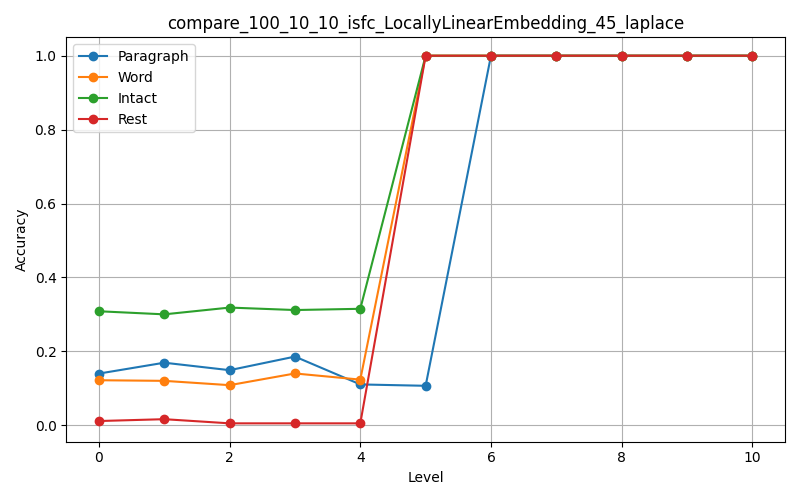 compare_100_10_10_isfc_LocallyLinearEmbedding_45_laplace
Paragraph
Word
Intact
Rest
Accuracy
1.0
0.8
0.6
0.4
0.2
0.0
0 2 4 6 8 10
Level